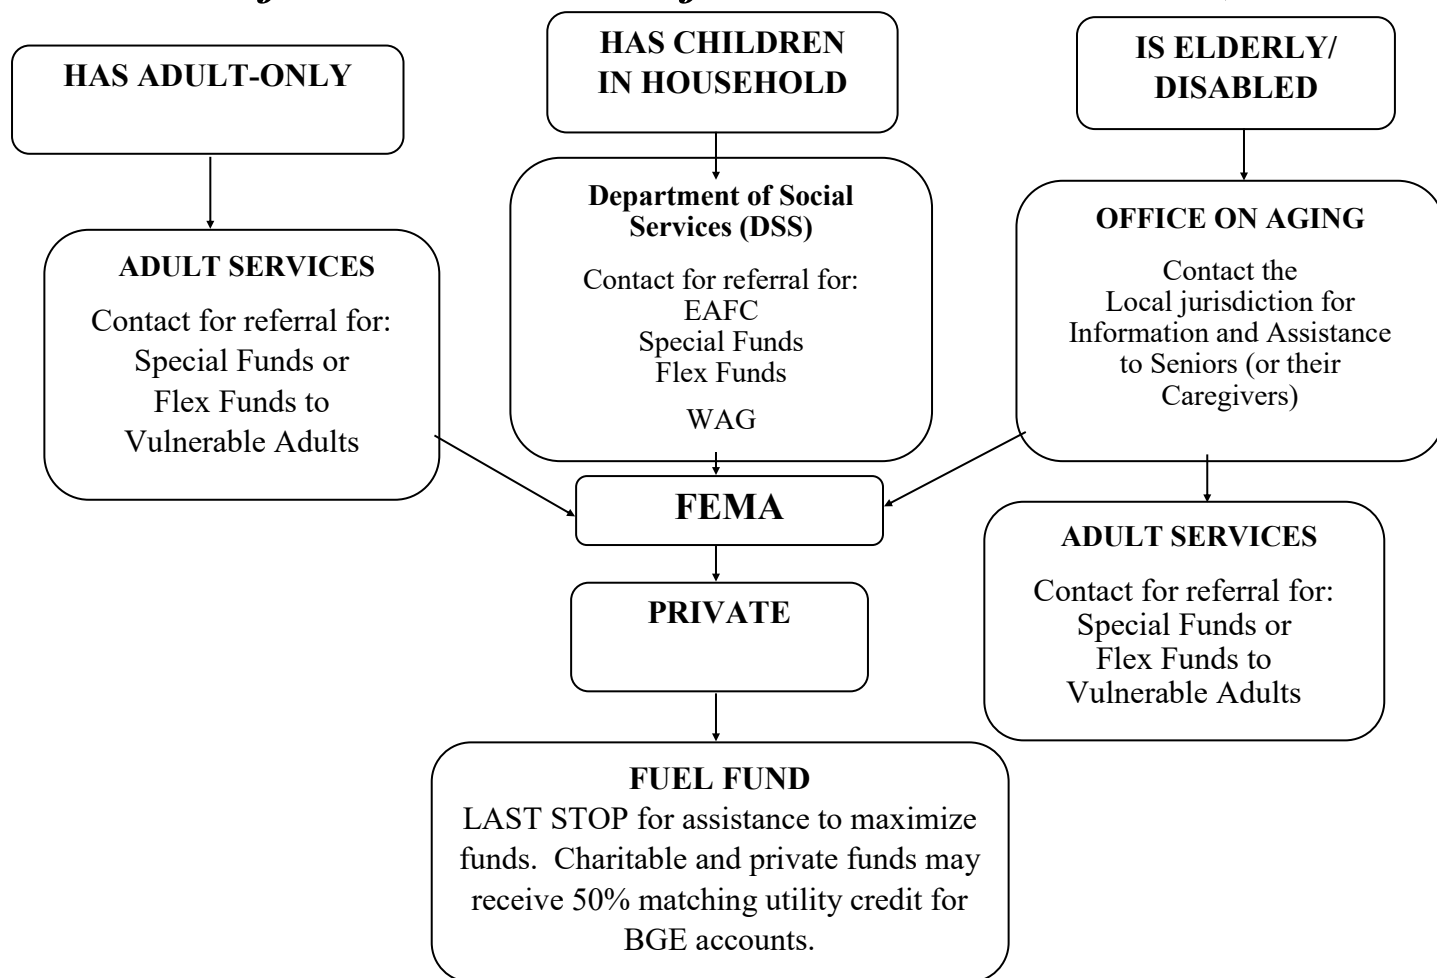 HAS ADULT-ONLY
HAS CHILDREN
IN HOUSEHOLD
IS ELDERLY/
DISABLED
ADULT SERVICES
Contact for referral for:
Special Funds or
Flex Funds to
Vulnerable Adults
Department of Social
Services (DSS)
Contact for referral for:
EAFC
Special Funds
Flex Funds
WAG
OFFICE ON AGING
Contact the
Local jurisdiction for
Information and Assistance
to Seniors (or their
Caregivers)
FEMA
ADULT SERVICES
Contact for referral for:
Special Funds or
Flex Funds to
Vulnerable Adults
PRIVATE
FUEL FUND
LAST STOP for assistance to maximize
funds. Charitable and private funds may
receive 50% matching utility credit for
BGE accounts.